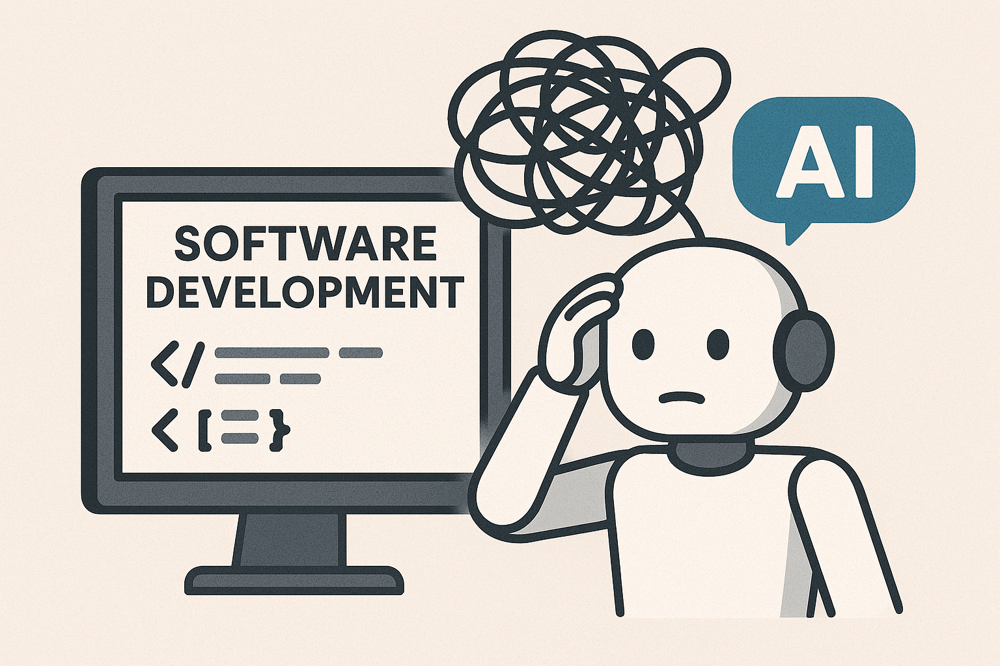 SOFTWARE
DEVELOPMENT
</
< [ = }
AI